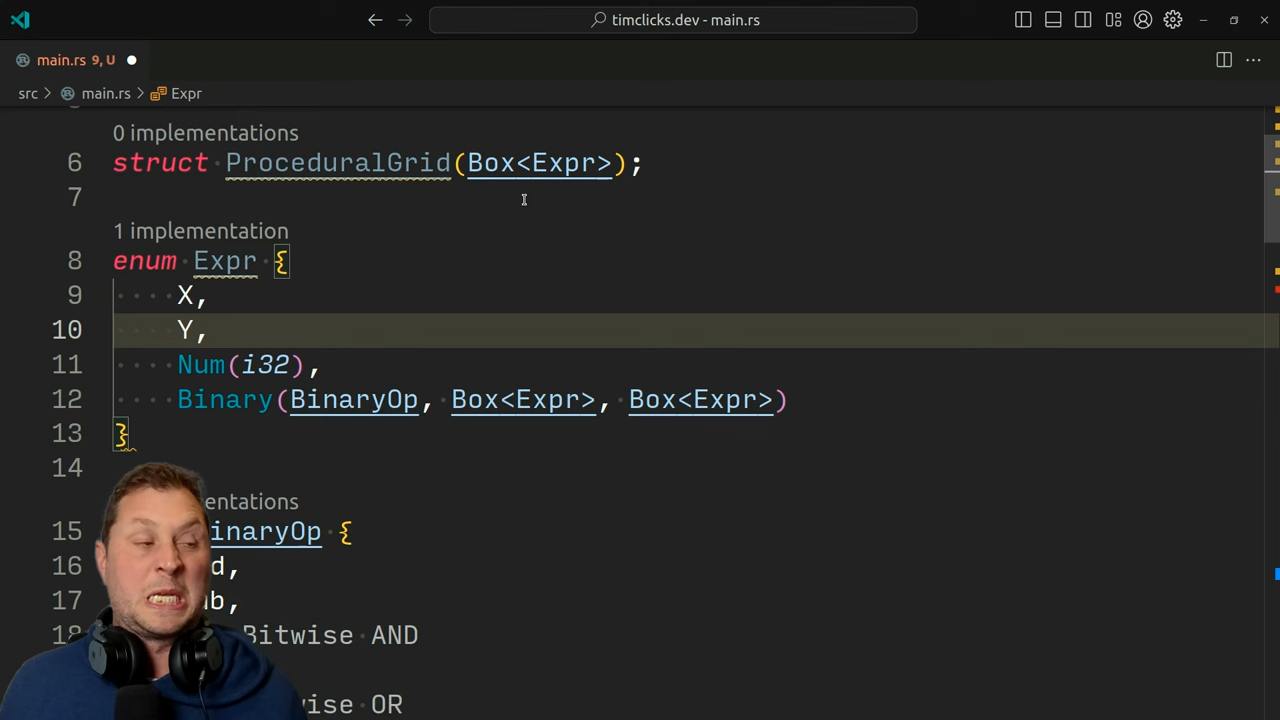 timclicks.dev - main.rs
main.rs 9, U
src > main.rs > Expr
0 implementations
6 struct ProceduralGrid(Box<Expr>);
7
1 implementation
8 enum Expr {
9 X,
10 Y,
11 Num(i32),
12 Binary(BinaryOp, Box<Expr>, Box<Expr>)
13 }
14
entations
15 inaryOp {
16 d,
17 ub,
18 Bitwise AND
wise OR